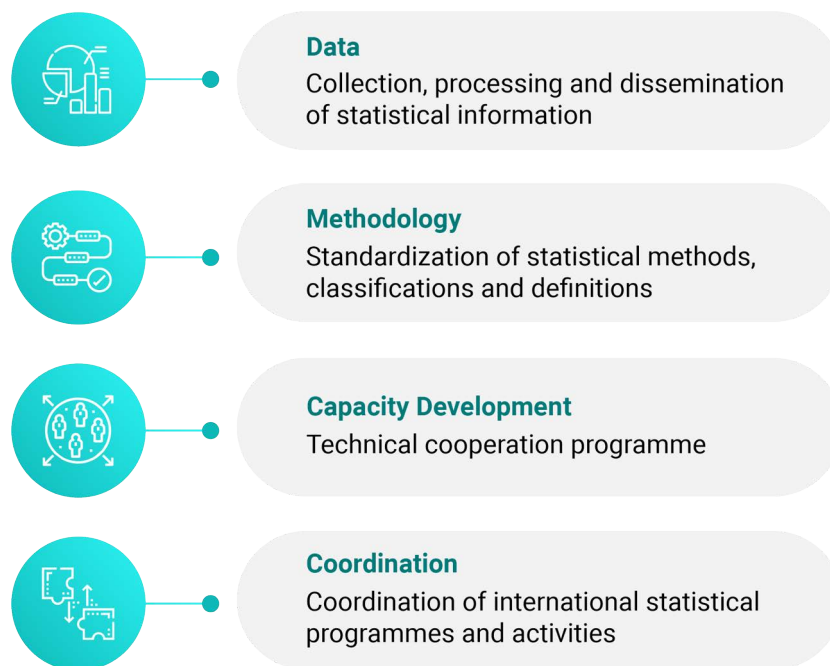 Data
Collection, processing and dissemination
of statistical information
Methodology
Standardization of statistical methods,
classifications and definitions
Capacity Development
Technical cooperation programme
Coordination
Coordination of international statistical
programmes and activities